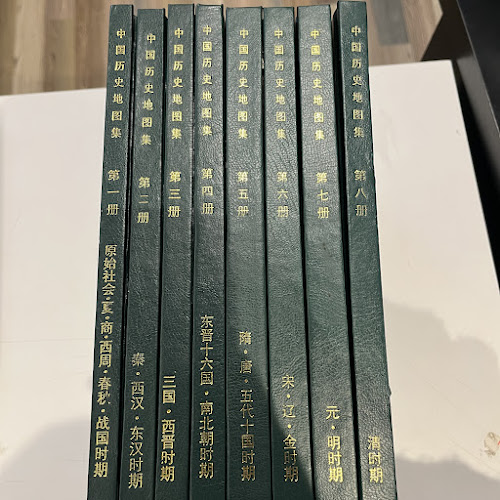 中国历史地图集 第一册 原始社会·夏·商·西周·春秋·战国时期
中国历史地图集 第二册 秦·西汉·东汉时期
中国历史地图集 第三册 三国·西晋时期
中国历史地图集 第四册 东晋十六国·南北朝时期
中国历史地图集 第五册 隋·唐·五代十国时期
中国历史地图集 第六册 宋·辽·金时期
中国历史地图集 第七册 元·明时期
中国历史地图集 第八册 清时期